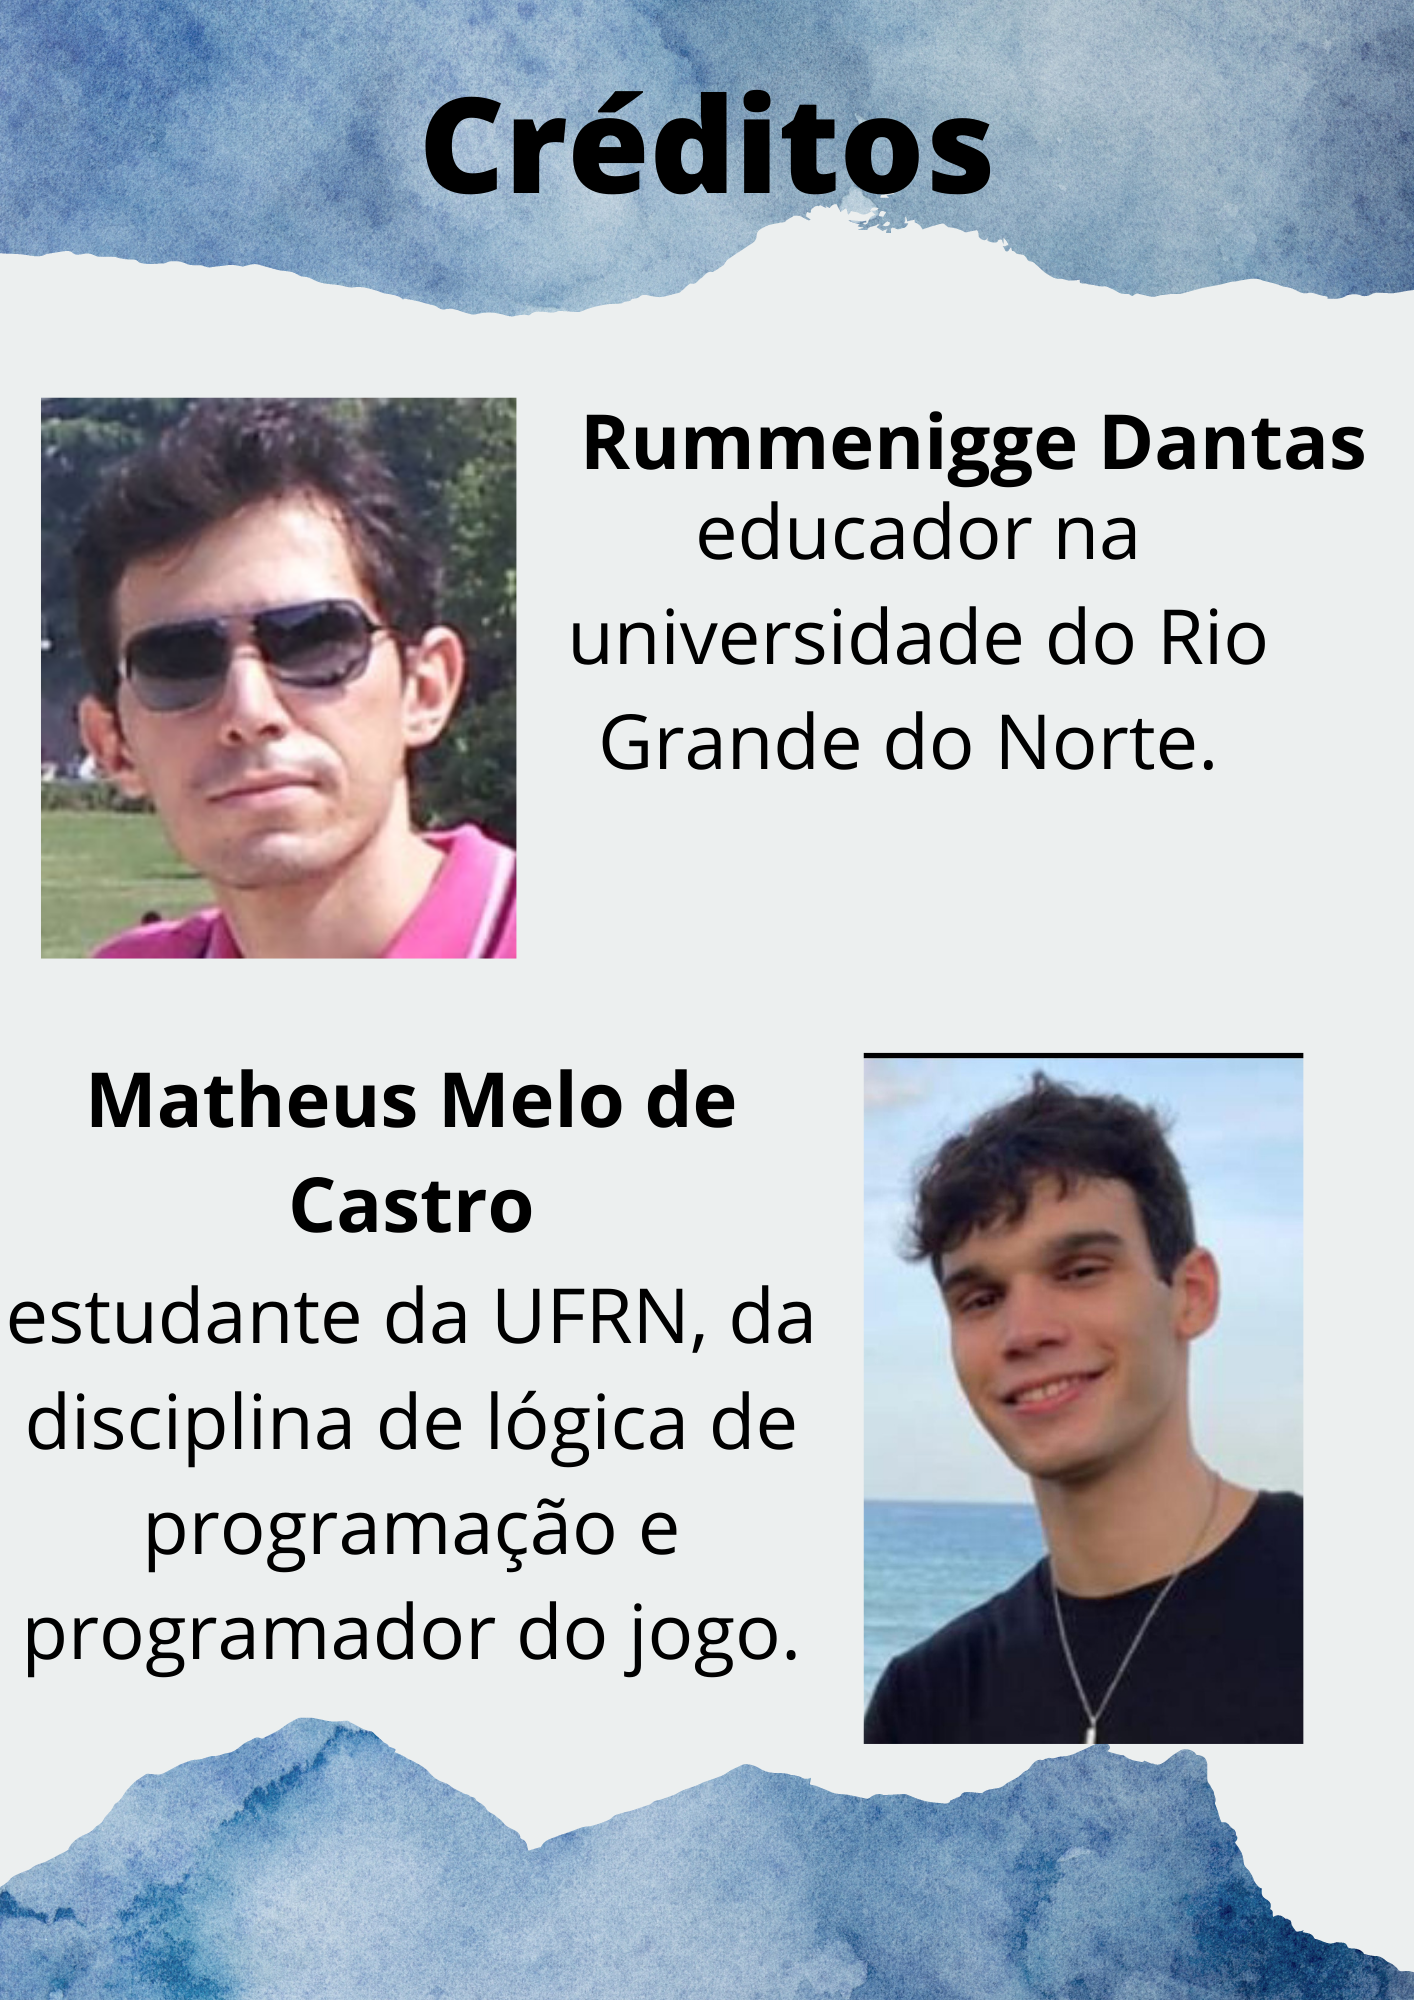 Créditos
Rummenigge Dantas
educador na
universidade do Rio
Grande do Norte.
Matheus Melo de
Castro
estudante da UFRN, da
disciplina de lógica de
programação e
programador do jogo.